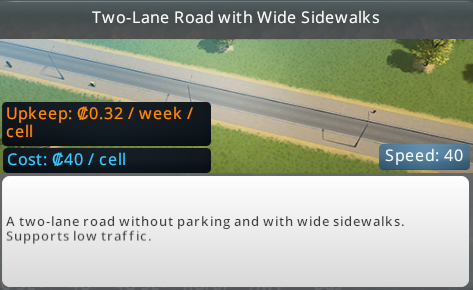 Two-Lane Road with Wide Sidewalks
Upkeep: ₡0.32 / week /
cell
Cost: ₡40 / cell
Speed: 40
A two-lane road without parking and with wide sidewalks.
Supports low traffic.